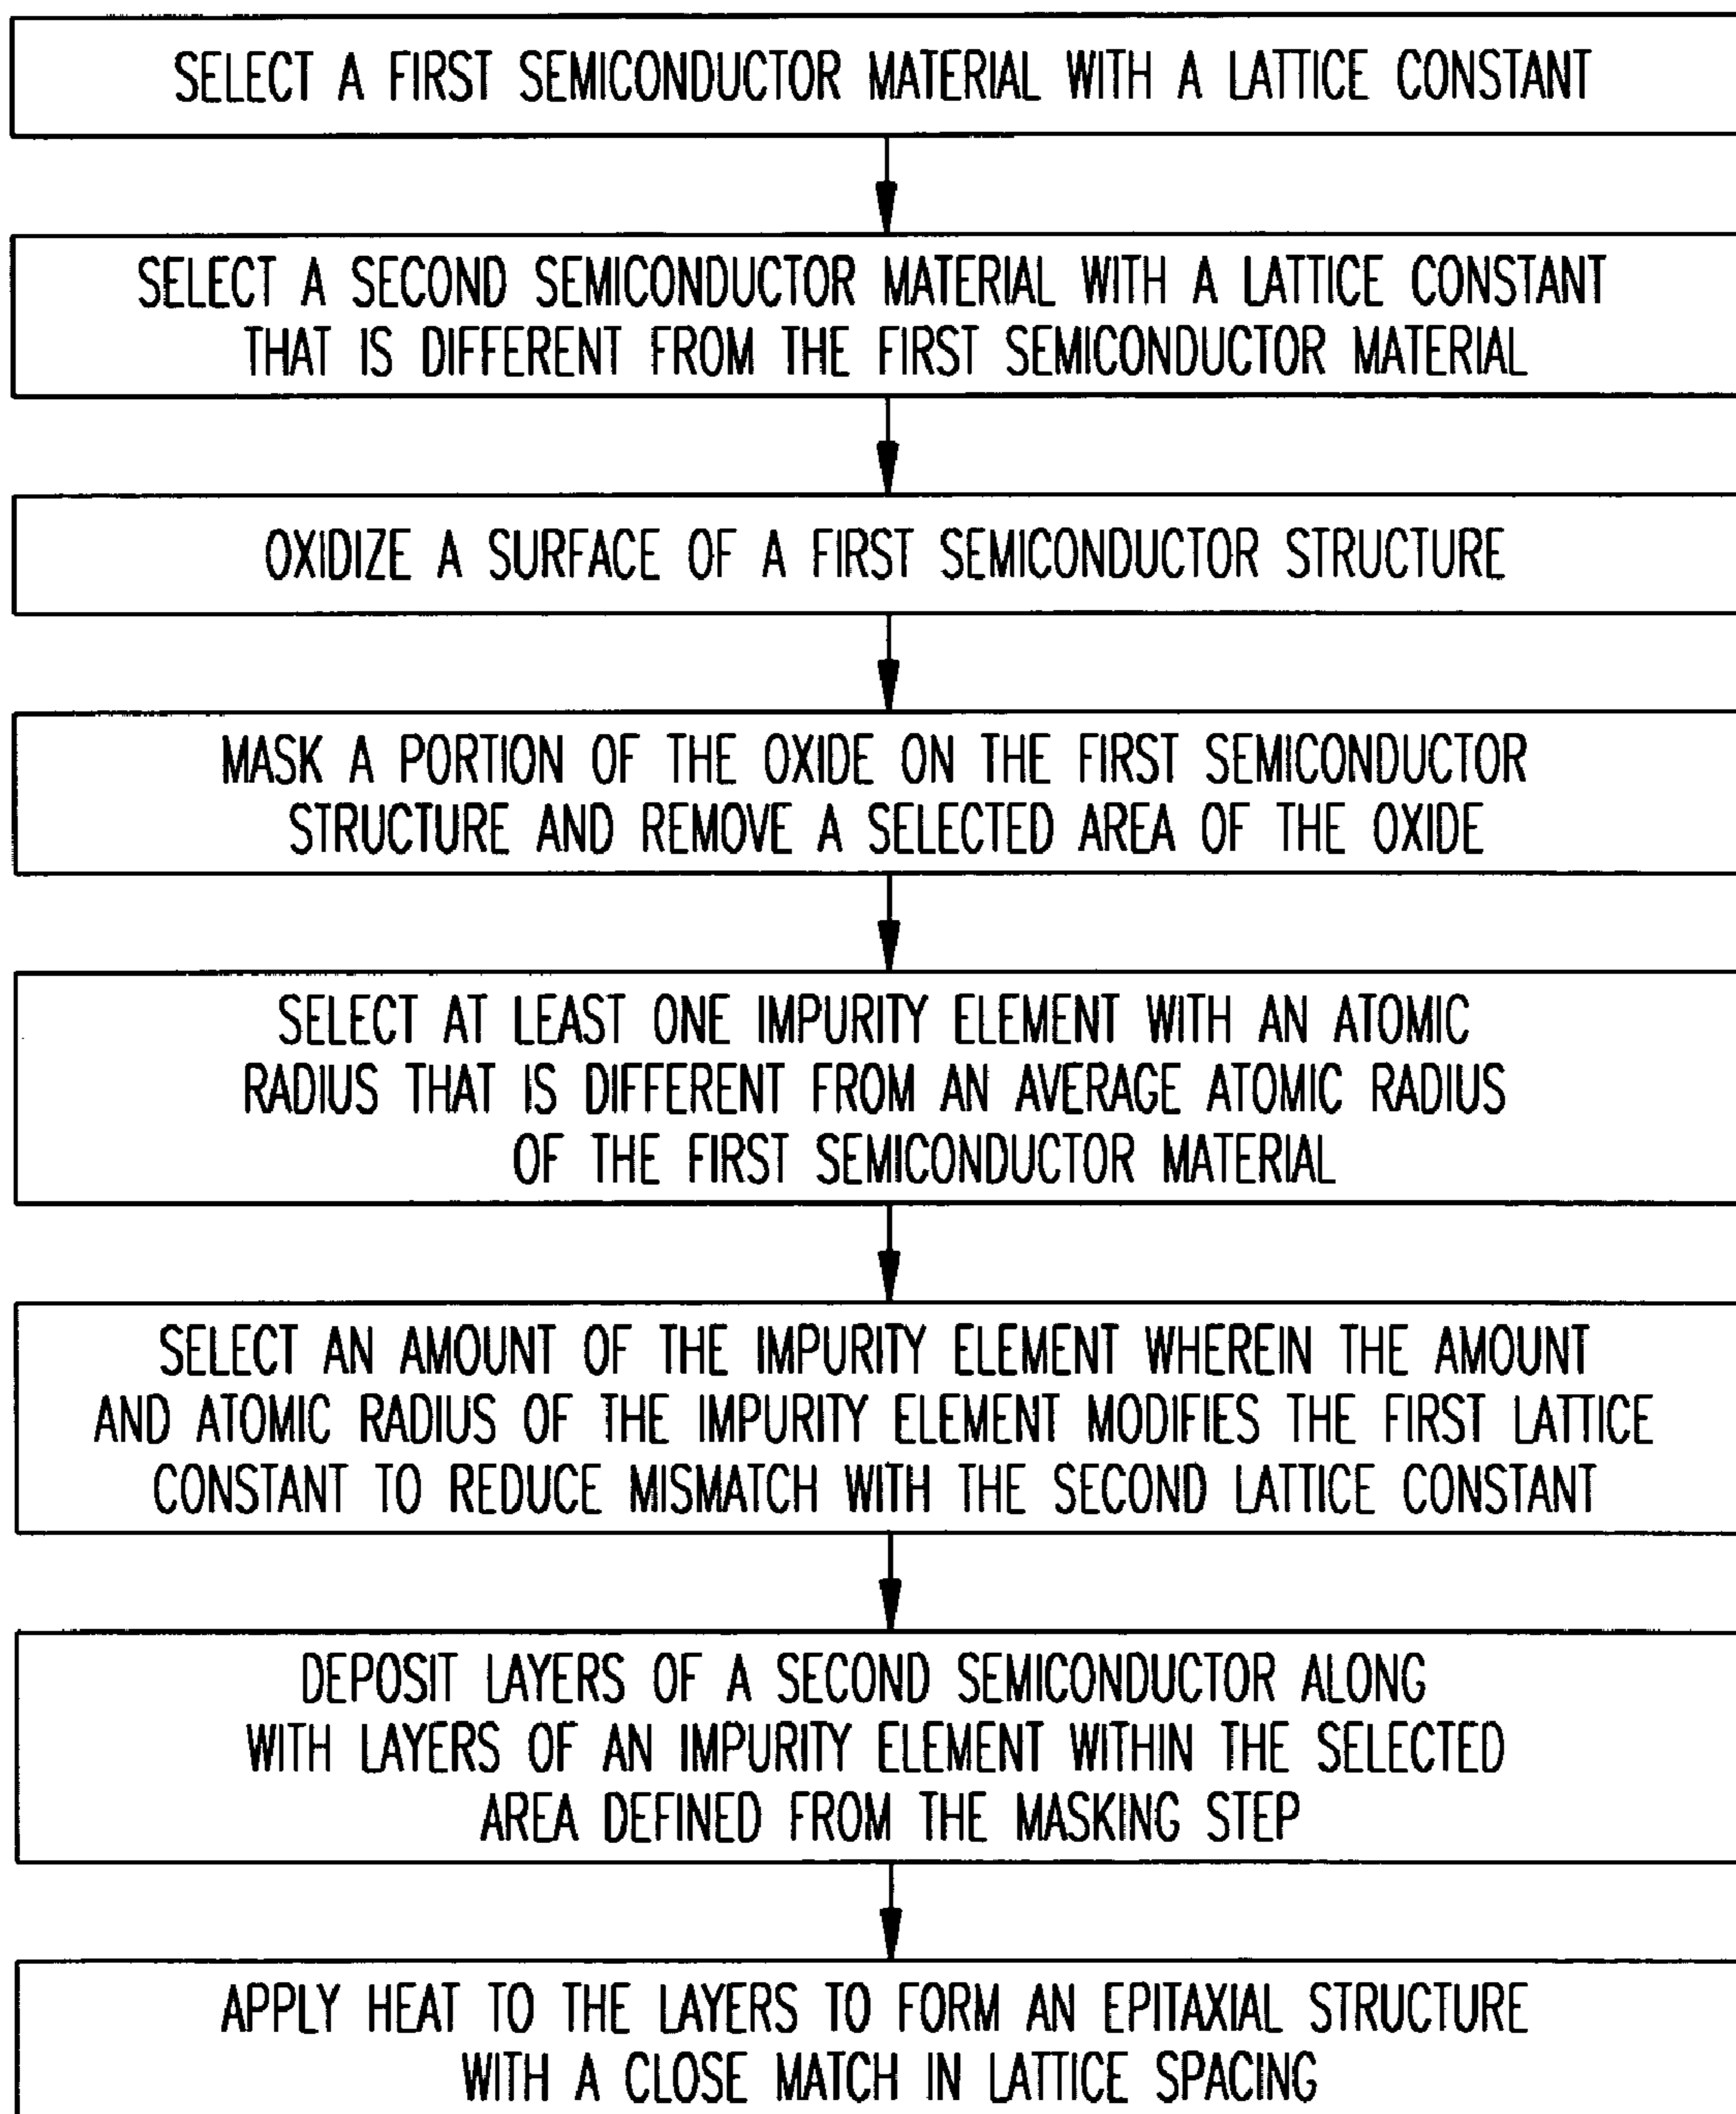 SELECT A FIRST SEMICONDUCTOR MATERIAL WITH A LATTICE CONSTANT
SELECT A SECOND SEMICONDUCTOR MATERIAL WITH A LATTICE CONSTANT
THAT IS DIFFERENT FROM THE FIRST SEMICONDUCTOR MATERIAL
OXIDIZE A SURFACE OF A FIRST SEMICONDUCTOR STRUCTURE
MASK A PORTION OF THE OXIDE ON THE FIRST SEMICONDUCTOR
STRUCTURE AND REMOVE A SELECTED AREA OF THE OXIDE
SELECT AT LEAST ONE IMPURITY ELEMENT WITH AN ATOMIC
RADIUS THAT IS DIFFERENT FROM AN AVERAGE ATOMIC RADIUS
OF THE FIRST SEMICONDUCTOR MATERIAL
SELECT AN AMOUNT OF THE IMPURITY ELEMENT WHEREIN THE AMOUNT
AND ATOMIC RADIUS OF THE IMPURITY ELEMENT MODIFIES THE FIRST LATTICE
CONSTANT TO REDUCE MISMATCH WITH THE SECOND LATTICE CONSTANT
DEPOSIT LAYERS OF A SECOND SEMICONDUCTOR ALONG
WITH LAYERS OF AN IMPURITY ELEMENT WITHIN THE SELECTED
AREA DEFINED FROM THE MASKING STEP
APPLY HEAT TO THE LAYERS TO FORM AN EPITAXIAL STRUCTURE
WITH A CLOSE MATCH IN LATTICE SPACING